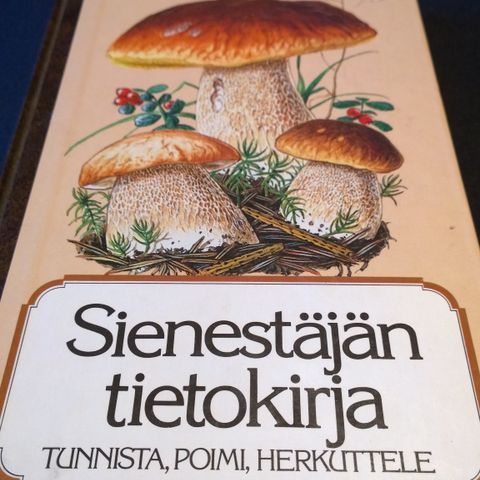 Sienestäjän
tietokirja
TUNNISTA, POIMI, HERKUTTELE